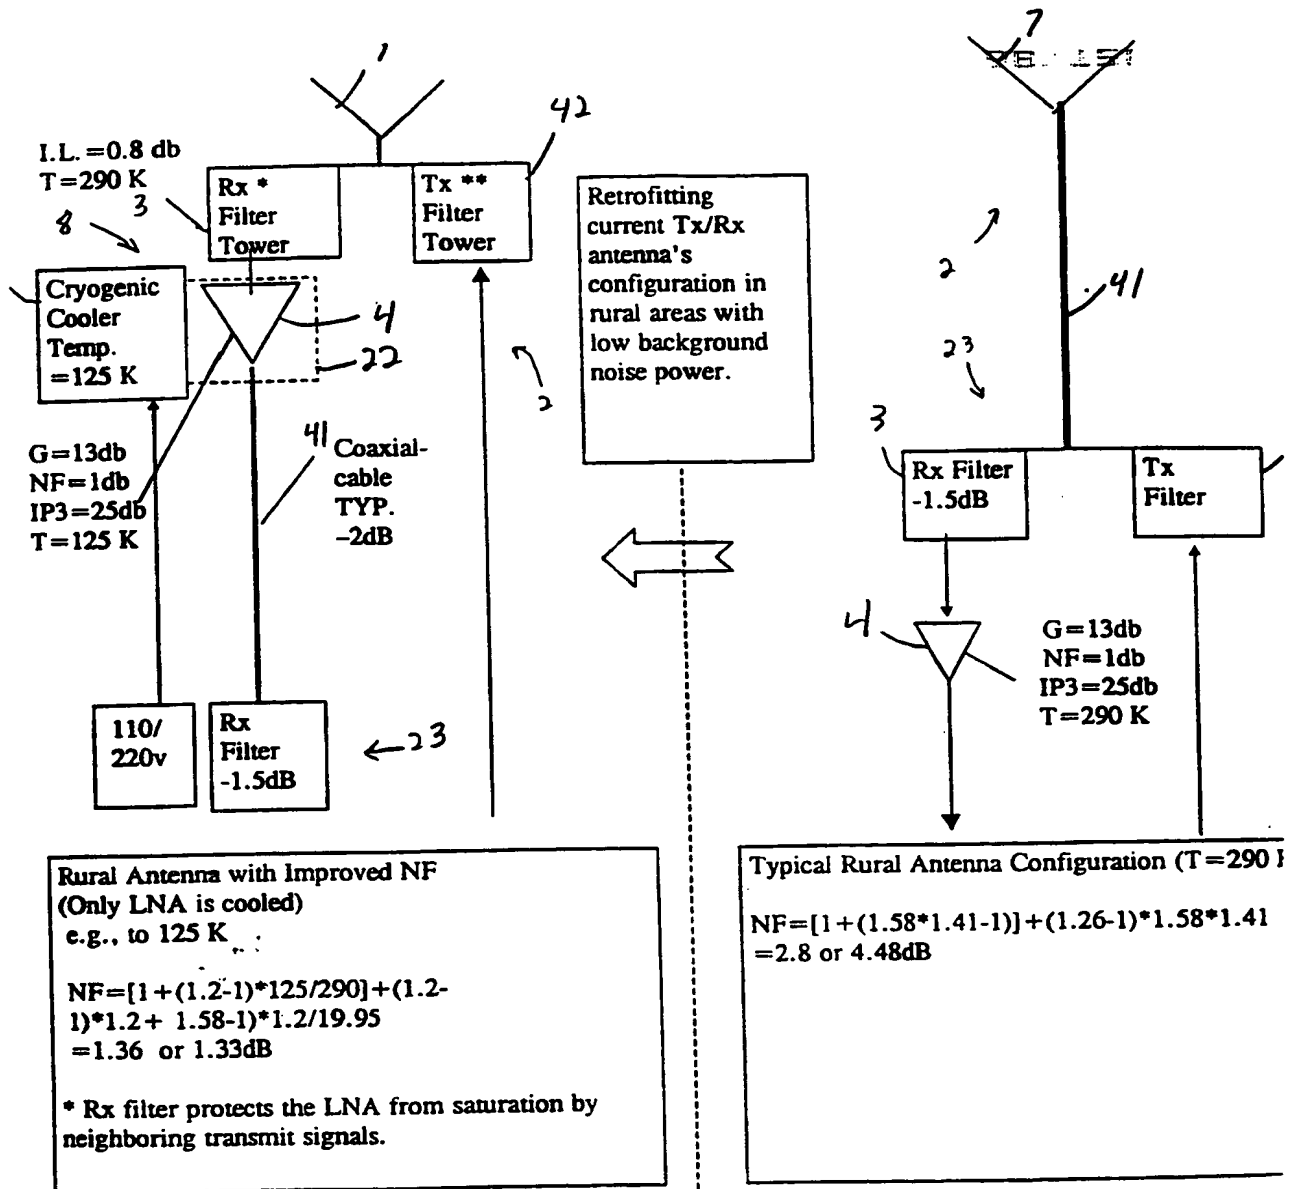 1
7
42
I.L.=0.8 db
T=290 K
3
8
Rx *
Filter
Tower
Tx **
Filter
Tower
Retrofitting
current Tx/Rx
antenna's
configuration in
rural areas with
low background
noise power.
2
41
23
Cryogenic
Cooler
Temp.
=125 K
4
22
2
G=13db
NF=1db
IP3=25db
T=125 K
41
Coaxial-
cable
TYP.
-2dB
3
Rx Filter
-1.5dB
Tx
Filter
4
G=13db
NF=1db
IP3=25db
T=290 K
110/
220v
Rx
Filter
-1.5dB
23
Rural Antenna with Improved NF
(Only LNA is cooled)
e.g., to 125 K
NF=[1+(1.2-1)*125/290]+(1.2-
1)*1.2+ 1.58-1)*1.2/19.95
=1.36 or 1.33dB
* Rx filter protects the LNA from saturation by
neighboring transmit signals.
Typical Rural Antenna Configuration (T=290
NF=[1+(1.58*1.41-1)]+(1.26-1)*1.58*1.41
=2.8 or 4.48dB